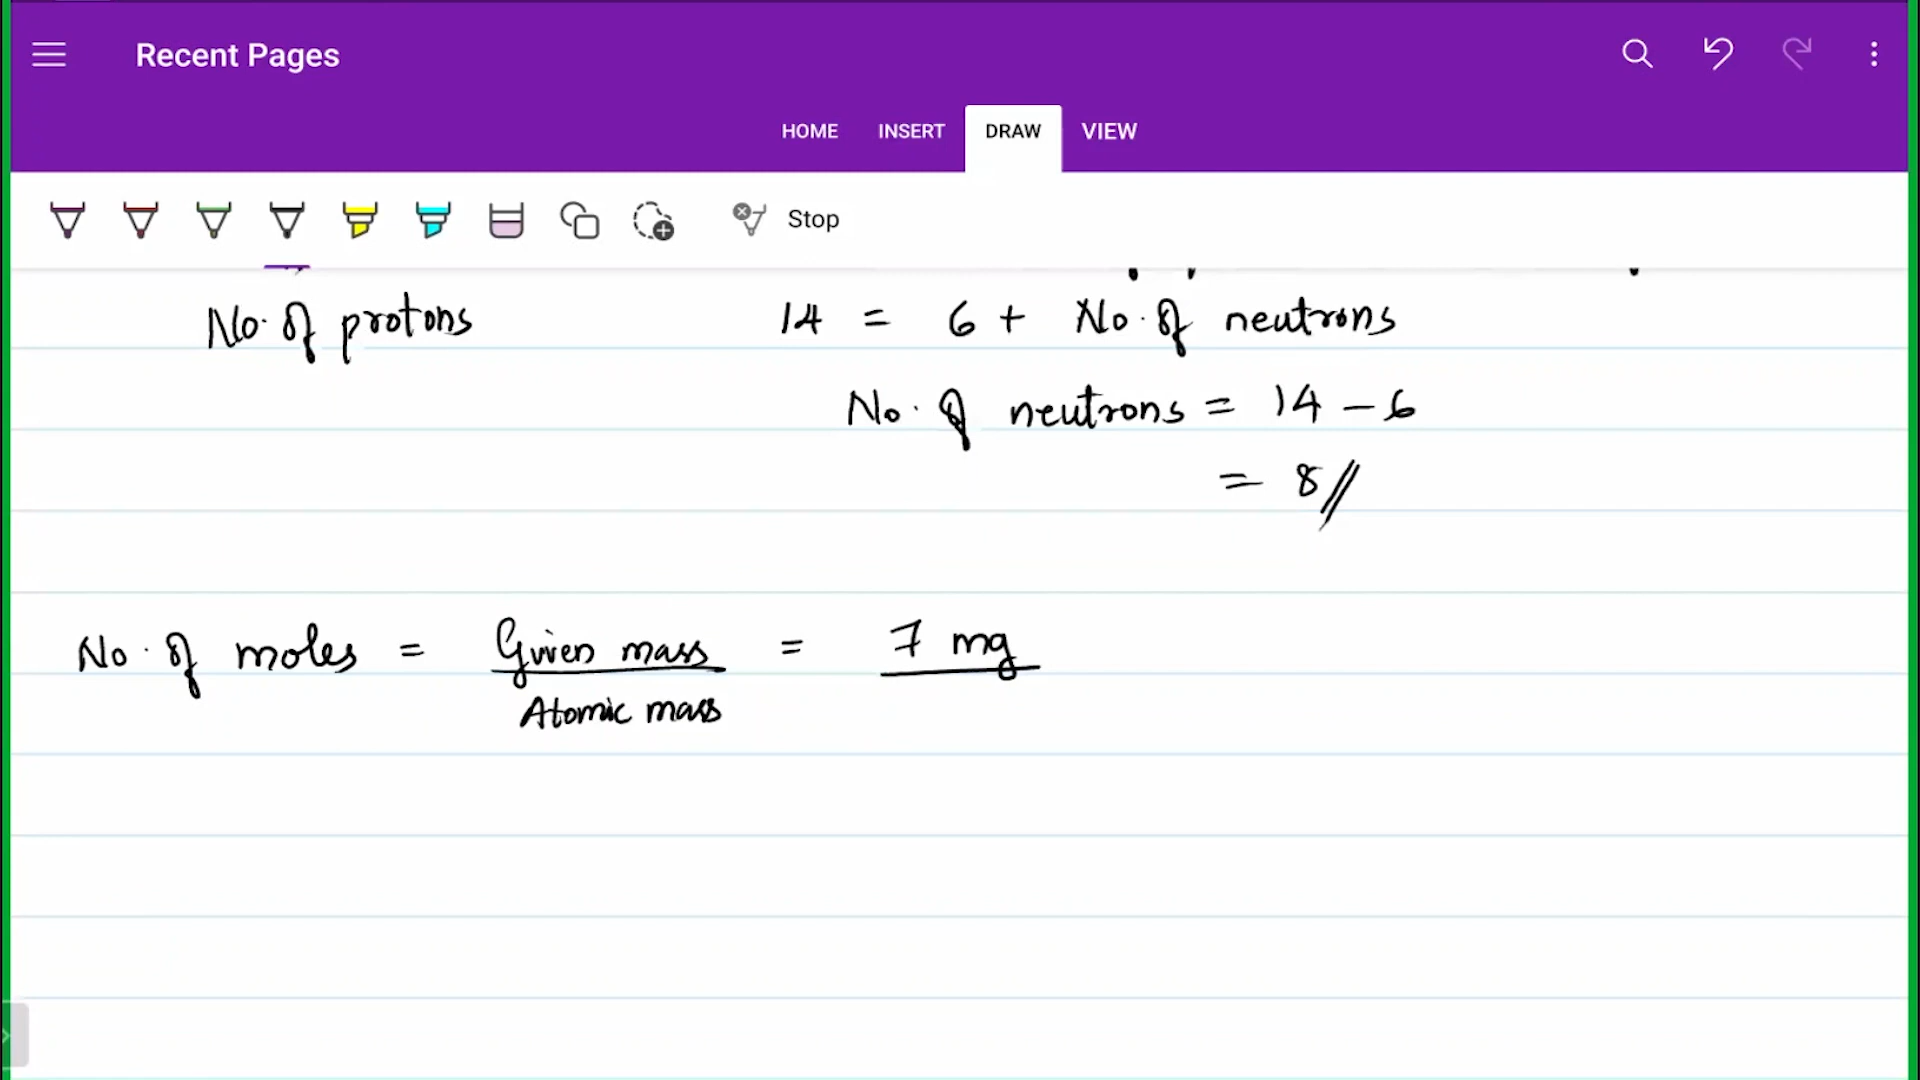 Recent Pages
HOME INSERT DRAW VIEW
Stop
No. of protons
14 = 6 + No. of neutrons
No. of neutrons = 14 - 6
= 8//
No. of moles = Given mass = 7 mg
Atomic mass